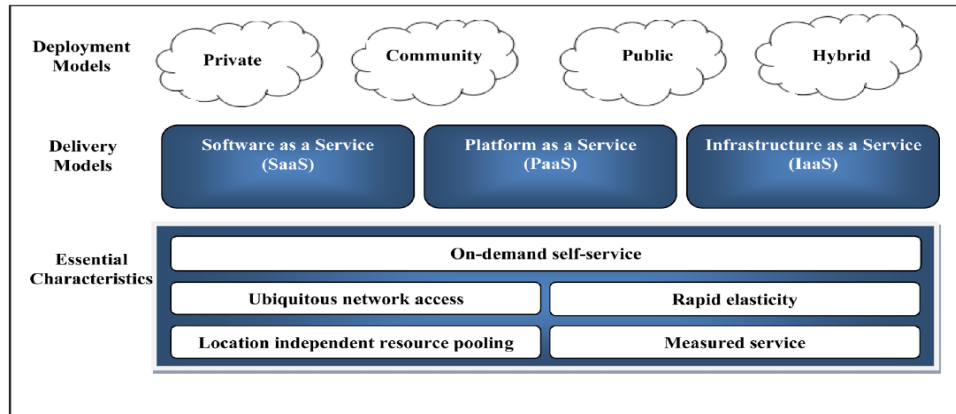 Deployment
Models
Private
Community
Public
Hybrid
Delivery
Models
Software as a Service
(SaaS)
Platform as a Service
(PaaS)
Infrastructure as a Service
(IaaS)
Essential
Characteristics
On-demand self-service
Ubiquitous network access
Rapid elasticity
Location independent resource pooling
Measured service